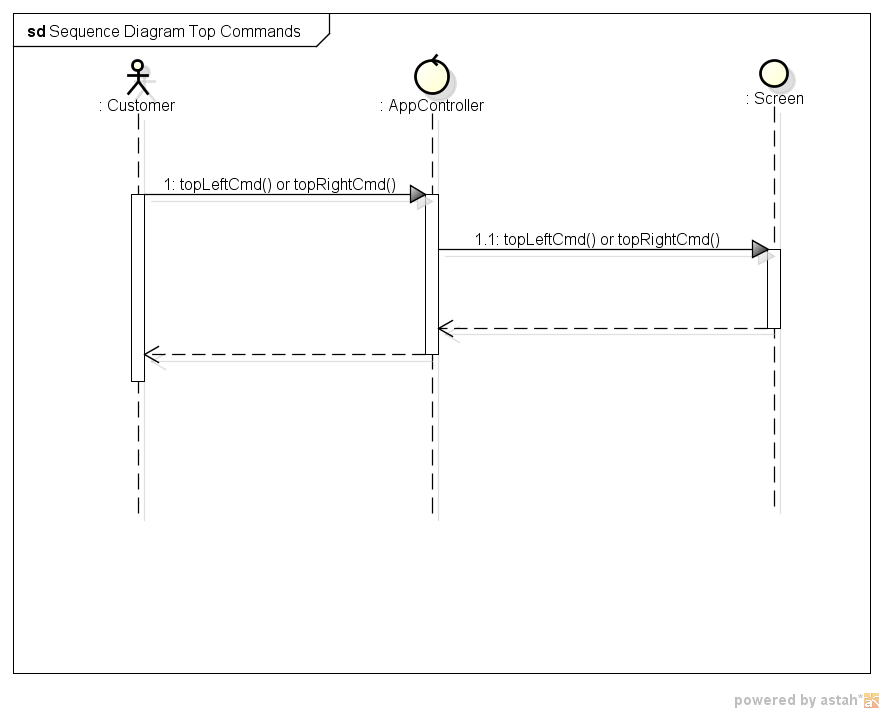 sd Sequence Diagram Top Commands
: Customer
: AppController
: Screen
1: topLeftCmd() or topRightCmd()
1.1: topLeftCmd() or topRightCmd()
powered by astah*